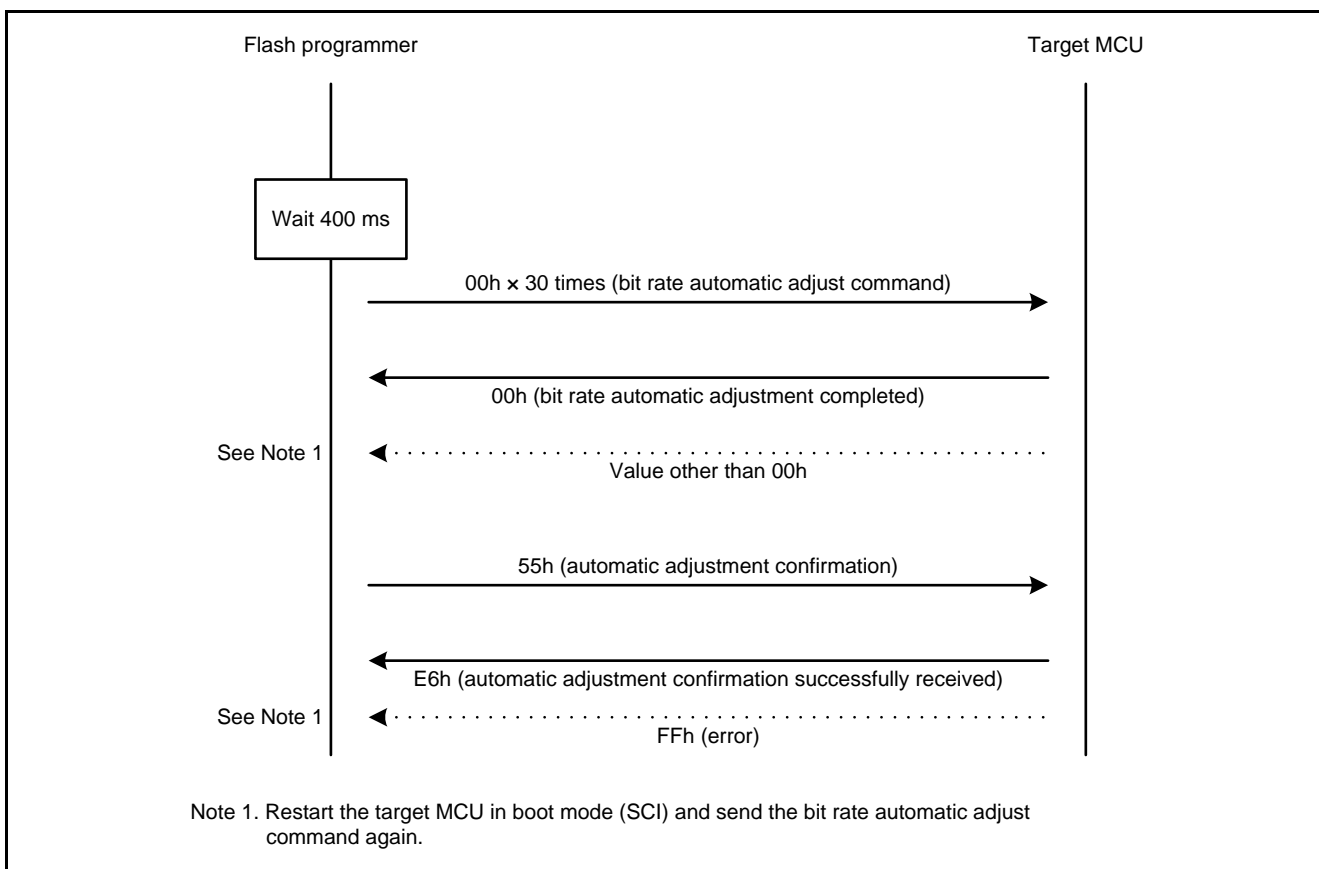 Flash programmer
Target MCU
Wait 400 ms
00h × 30 times (bit rate automatic adjust command)
00h (bit rate automatic adjustment completed)
See Note 1
Value other than 00h
55h (automatic adjustment confirmation)
E6h (automatic adjustment confirmation successfully received)
See Note 1
FFh (error)
Note 1. Restart the target MCU in boot mode (SCI) and send the bit rate automatic adjust
command again.